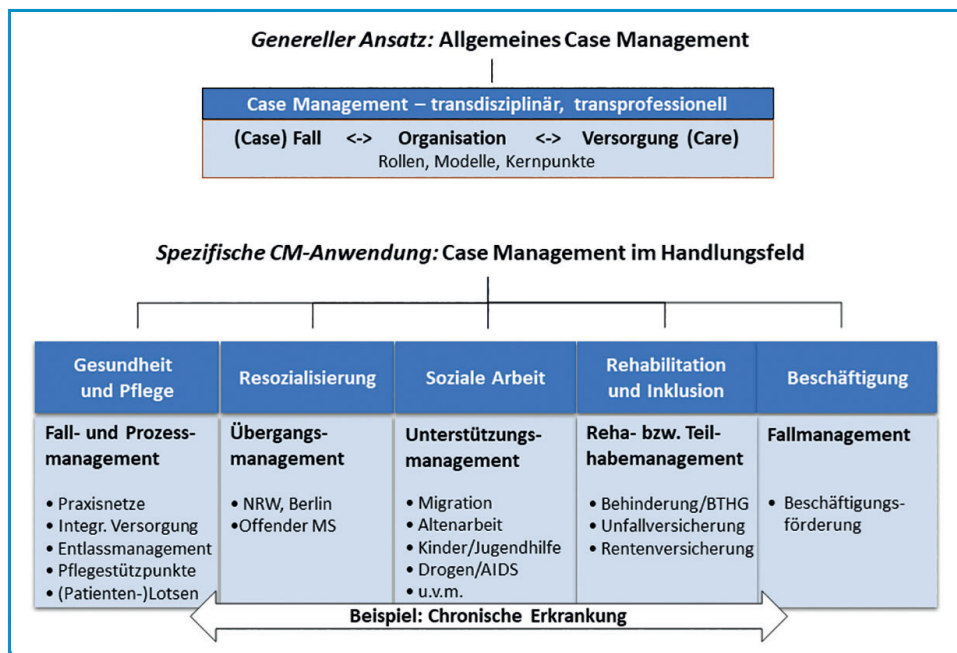 Genereller Ansatz: Allgemeines Case Management
Case Management – transdisziplinär, transprofessionell
(Case) Fall <-> Organisation <-> Versorgung (Care)
Rollen, Modelle, Kernpunkte
Spezifische CM-Anwendung: Case Management im Handlungsfeld
Gesundheit
und Pflege
Fall- und Prozess-
management
• Praxisnetze
• Integr. Versorgung
• Entlassmanagement
• Pflegestützpunkte
• (Patienten-)Lotsen
Resozialisierung
Übergangs-
management
• NRW, Berlin
•Offender MS
Soziale Arbeit
Unterstützungs-
management
• Migration
• Altenarbeit
• Kinder/Jugendhilfe
• Drogen/AIDS
• u.v.m.
Rehabilitation
und Inklusion
Reha- bzw. Teil-
habemanagement
• Behinderung/BTHG
• Unfallversicherung
• Rentenversicherung
Beschäftigung
Fallmanagement
• Beschäftigungs-
förderung
Beispiel: Chronische Erkrankung